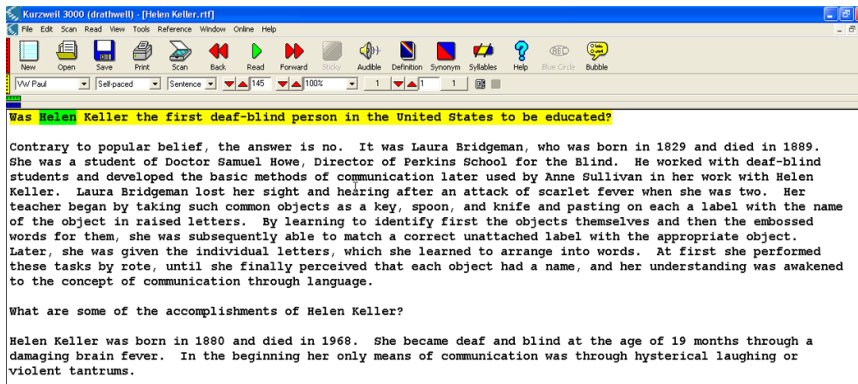 Kurzweil 3000 (drathwell) - [Helen Keller.rtf]
File Edit Scan Read View Tools Reference Window Online Help
New Open Save Print Scan Back Read Forward Sticky Audible Definition Synonym Syllables Help Blue Circle Bubble
VW Paul Self-paced Sentence 145 100% 1 1 1
Was Helen Keller the first deaf-blind person in the United States to be educated?
Contrary to popular belief, the answer is no. It was Laura Bridgeman, who was born in 1829 and died in 1889.
She was a student of Doctor Samuel Howe, Director of Perkins School for the Blind. He worked with deaf-blind
students and developed the basic methods of communication later used by Anne Sullivan in her work with Helen
Keller. Laura Bridgeman lost her sight and hearing after an attack of scarlet fever when she was two. Her
teacher began by taking such common objects as a key, spoon, and knife and pasting on each a label with the name
of the object in raised letters. By learning to identify first the objects themselves and then the embossed
words for them, she was subsequently able to match a correct unattached label with the appropriate object.
Later, she was given the individual letters, which she learned to arrange into words. At first she performed
these tasks by rote, until she finally perceived that each object had a name, and her understanding was awakened
to the concept of communication through language.
What are some of the accomplishments of Helen Keller?
Helen Keller was born in 1880 and died in 1968. She became deaf and blind at the age of 19 months through a
damaging brain fever. In the beginning her only means of communication was through hysterical laughing or
violent tantrums.